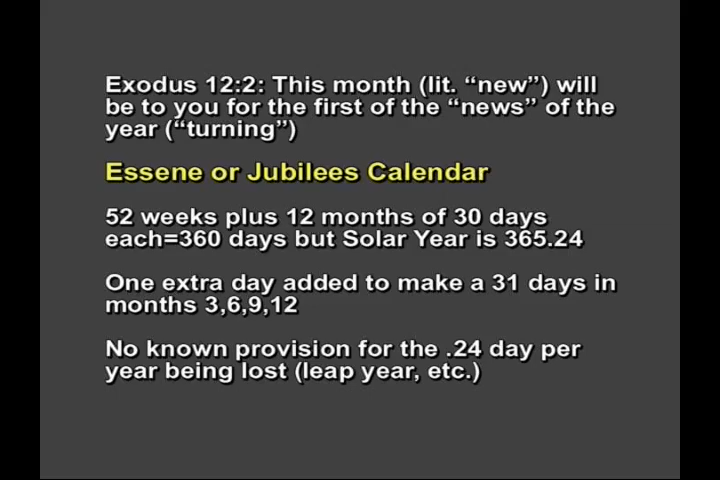 Exodus 12:2: This month (lit. “new”) will
be to you for the first of the “news” of the
year (“turning”)
Essene or Jubilees Calendar
52 weeks plus 12 months of 30 days
each=360 days but Solar Year is 365.24
One extra day added to make a 31 days in
months 3,6,9,12
No known provision for the .24 day per
year being lost (leap year, etc.)